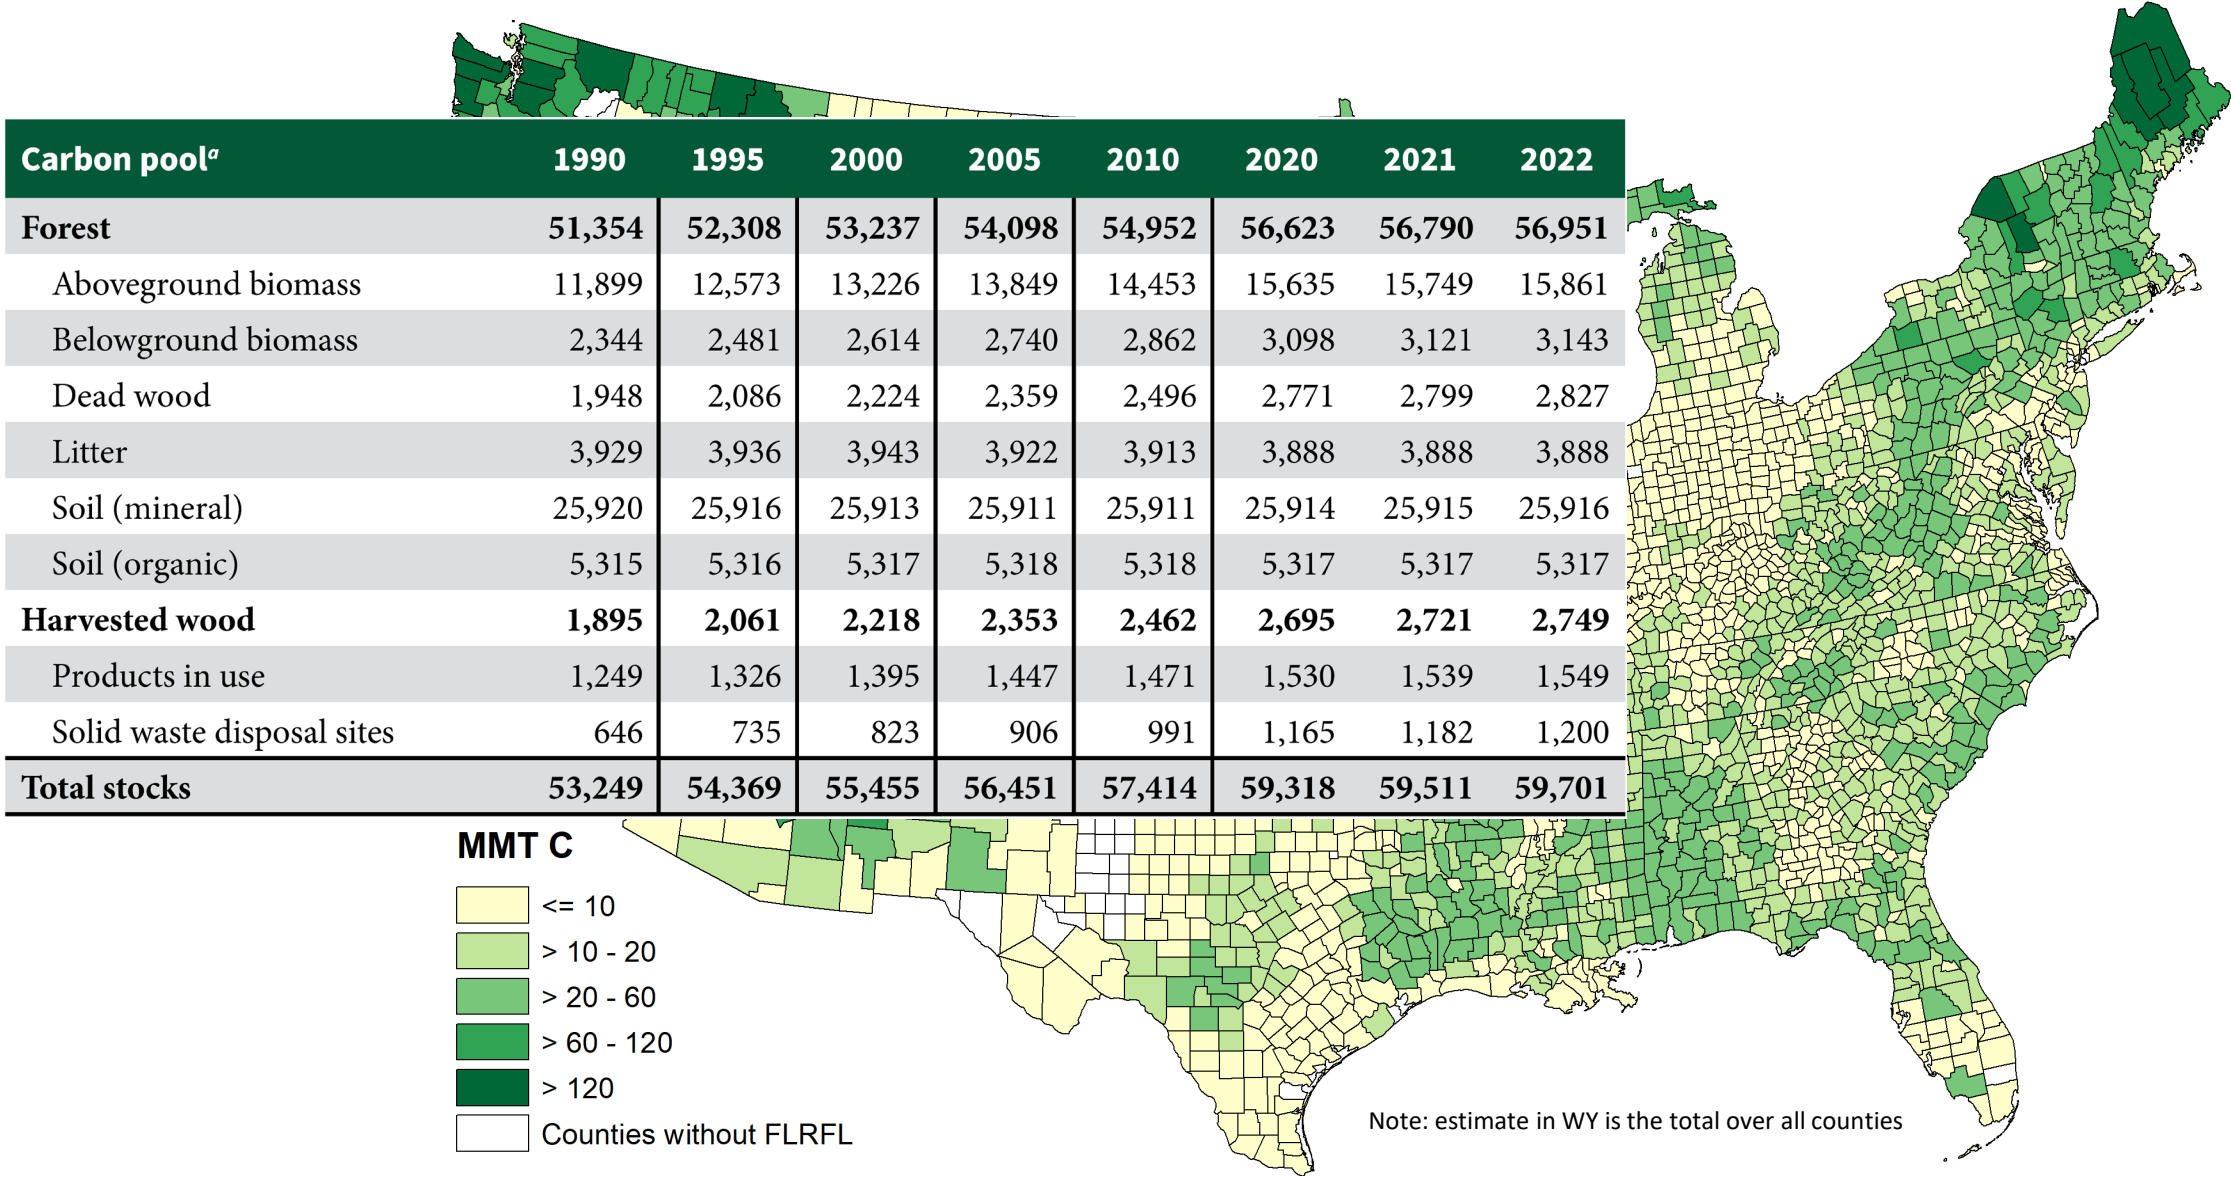 Carbon poolᵃ 1990 1995 2000 2005 2010 2020 2021 2022
Forest 51,354 52,308 53,237 54,098 54,952 56,623 56,790 56,951
Aboveground biomass 11,899 12,573 13,226 13,849 14,453 15,635 15,749 15,861
Belowground biomass 2,344 2,481 2,614 2,740 2,862 3,098 3,121 3,143
Dead wood 1,948 2,086 2,224 2,359 2,496 2,771 2,799 2,827
Litter 3,929 3,936 3,943 3,922 3,913 3,888 3,888 3,888
Soil (mineral) 25,920 25,916 25,913 25,911 25,911 25,914 25,915 25,916
Soil (organic) 5,315 5,316 5,317 5,318 5,318 5,317 5,317 5,317
Harvested wood 1,895 2,061 2,218 2,353 2,462 2,695 2,721 2,749
Products in use 1,249 1,326 1,395 1,447 1,471 1,530 1,539 1,549
Solid waste disposal sites 646 735 823 906 991 1,165 1,182 1,200
Total stocks 53,249 54,369 55,455 56,451 57,414 59,318 59,511 59,701
MMT C
<= 10
> 10 - 20
> 20 - 60
> 60 - 120
> 120
Counties without FLRFL
Note: estimate in WY is the total over all counties